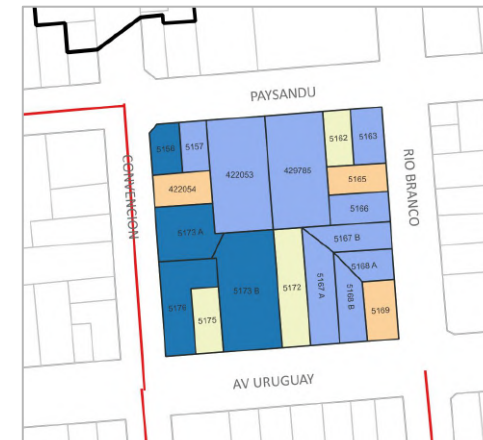 PAYSANDU
CONVENCION
RIO BRANCO
5157
5162
5163
422053
429785
422054
5165
5166
5173 A
5167 B
5168 A
5176
5175
5173 B
5172
5167 A
5168 B
5169
AV URUGUAY